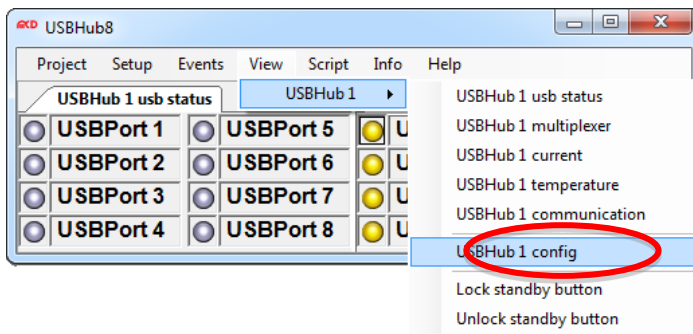 CKD USBHub8
Project Setup Events View Script Info Help
USBHub 1 usb status
USBHub 1
USBPort 1 USBPort 5 U
USBPort 2 USBPort 6 U
USBPort 3 USBPort 7 U
USBPort 4 USBPort 8 U
USBHub 1 usb status
USBHub 1 multiplexer
USBHub 1 current
USBHub 1 temperature
USBHub 1 communication
USBHub 1 config
Lock standby button
Unlock standby button